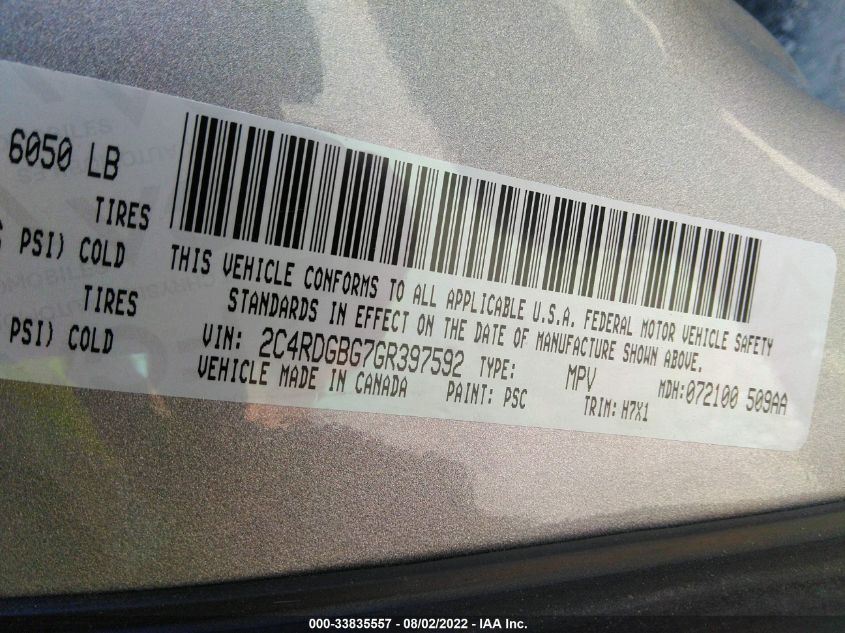 6050 LB
TIRES
PSI) COLD
TIRES
PSI) COLD
THIS VEHICLE CONFORMS TO ALL APPLICABLE U.S.A. FEDERAL MOTOR VEHICLE SAFETY
STANDARDS IN EFFECT ON THE DATE OF MANUFACTURE SHOWN ABOVE.
VIN: 2C4RDGBG7GR397592 TYPE: MPV MDH:072100 509AA
VEHICLE MADE IN CANADA PAINT: PSC TRIM: H7X1
000-33835557 - 08/02/2022 - IAA Inc.